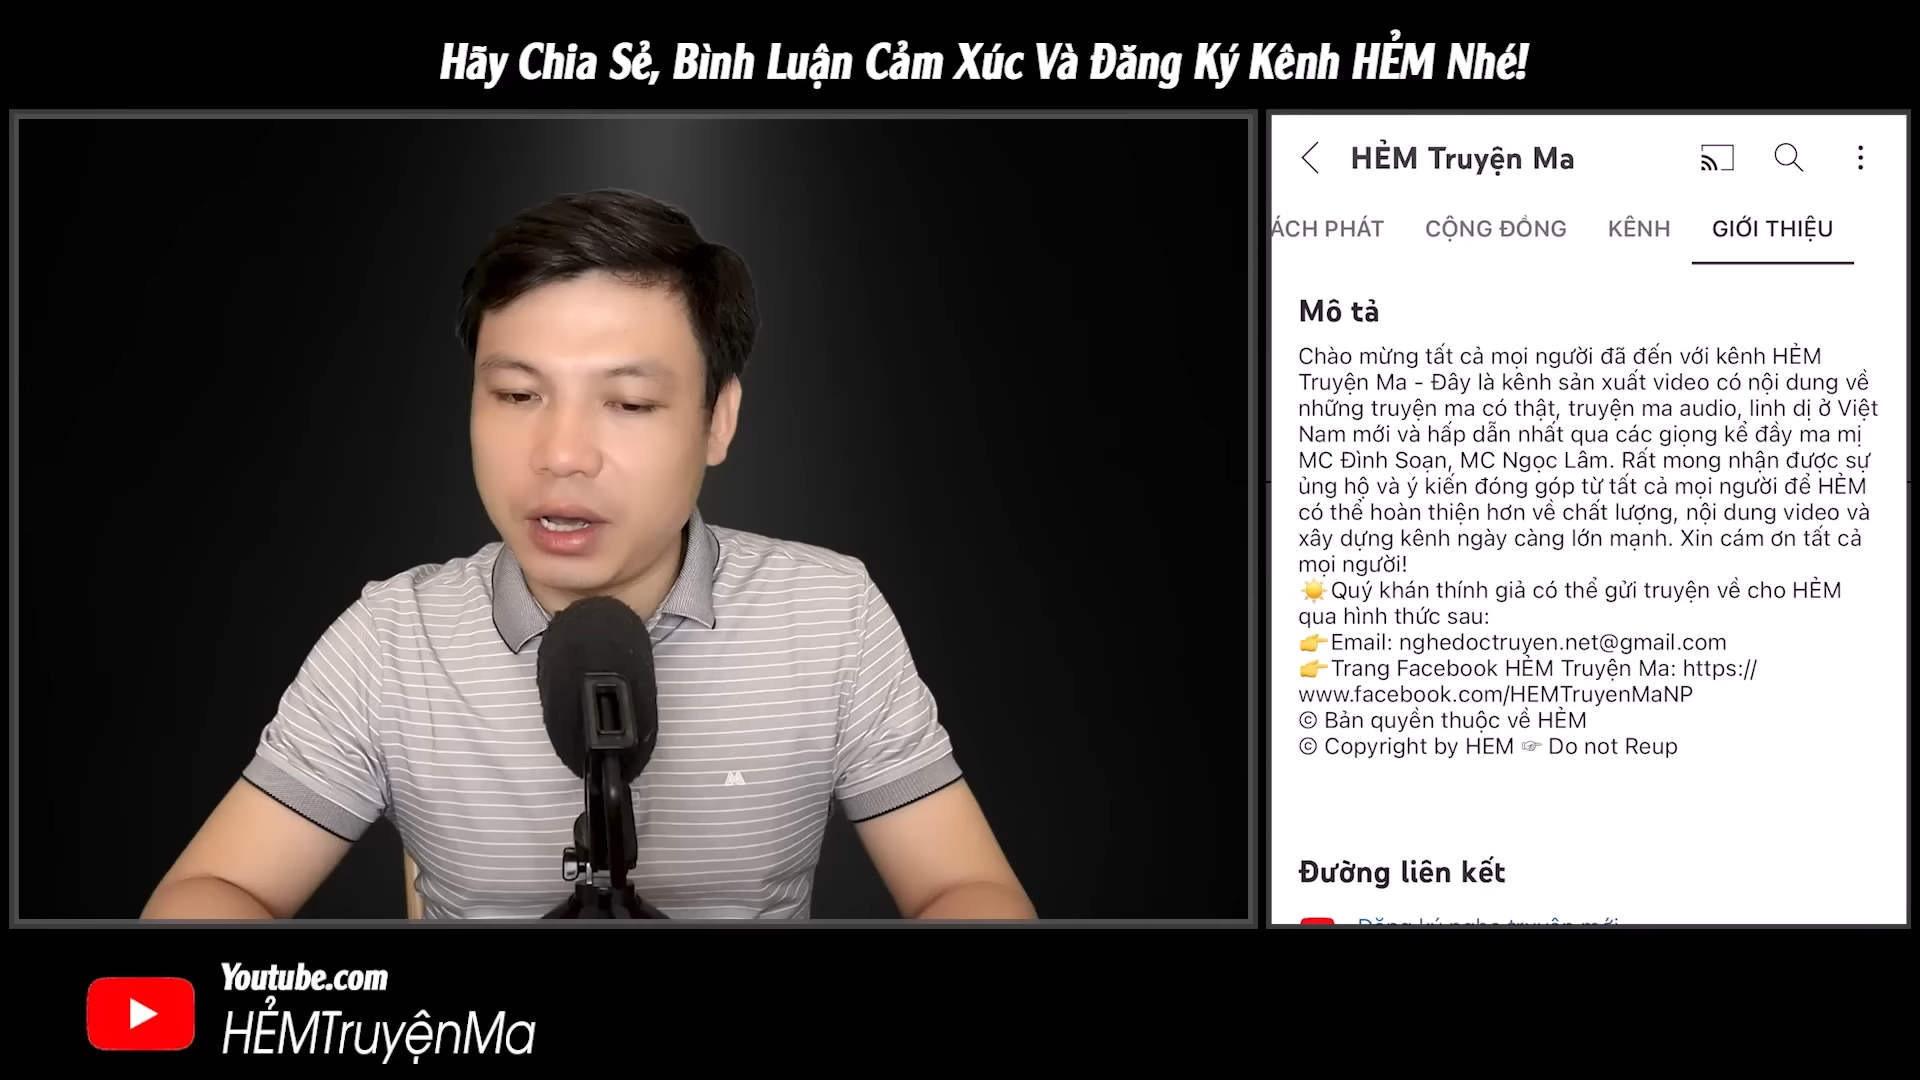 Hãy Chia Sẻ, Bình Luận Cảm Xúc Và Đăng Ký Kênh HẺM Nhé!
HẺM Truyện Ma
ÁCH PHÁT CỘNG ĐỒNG KÊNH GIỚI THIỆU
Mô tả
Chào mừng tất cả mọi người đã đến với kênh HẺM
Truyện Ma - Đây là kênh sản xuất video có nội dung về
những truyện ma có thật, truyện ma audio, linh dị ở Việt
Nam mới và hấp dẫn nhất qua các giọng kể đầy ma mị
MC Đình Soạn, MC Ngọc Lâm. Rất mong nhận được sự
ủng hộ và ý kiến đóng góp từ tất cả mọi người để HẺM
có thể hoàn thiện hơn về chất lượng, nội dung video và
xây dựng kênh ngày càng lớn mạnh. Xin cám ơn tất cả
mọi người!
☀️Quý khán thính giả có thể gửi truyện về cho HẺM
qua hình thức sau:
👉Email: nghedoctruyen.net@gmail.com
👉Trang Facebook HẺM Truyện Ma: https://
www.facebook.com/HEMTruyenMaNP
© Bản quyền thuộc về HẺM
© Copyright by HEM ☞ Do not Reup
Đường liên kết
Đăng ký nghe truyện mới
Youtube.com
HẺMTruyệnMa